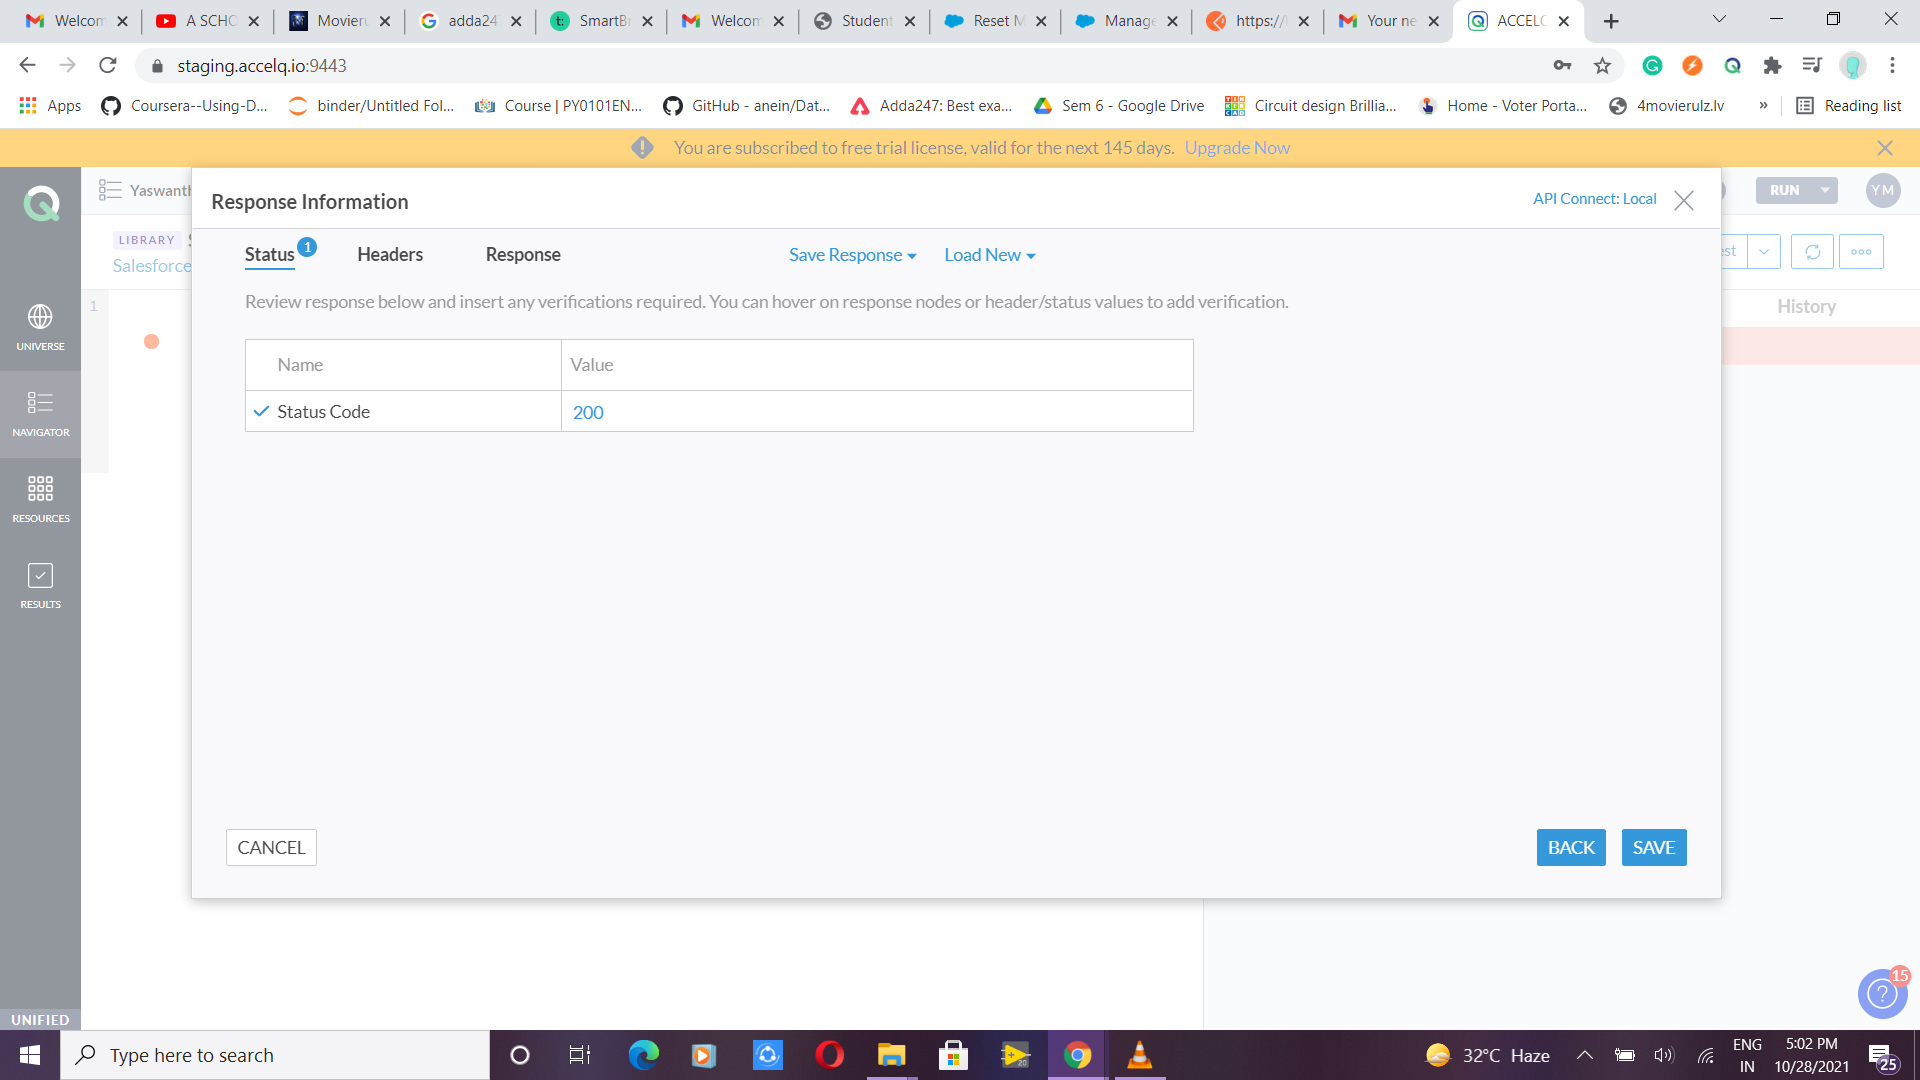 Welcom
A SCHO
Movieru
adda24
SmartBr
Welcom
Student
Reset M
Manage
https://
Your ne
ACCELQ
staging.accelq.io:9443
Apps
Coursera--Using-D...
binder/Untitled Fol...
Course | PY0101EN...
GitHub - anein/Dat...
Adda247: Best exa...
Sem 6 - Google Drive
Circuit design Brillia...
Home - Voter Porta...
4movierulz.lv
»
Reading list
You are subscribed to free trial license, valid for the next 145 days. Upgrade Now
Yaswanth
RUN
YM
Response Information
API Connect: Local
LIBRARY
Salesforce
Status 1
Headers
Response
Save Response
Load New
Review response below and insert any verifications required. You can hover on response nodes or header/status values to add verification.
1
History
UNIVERSE
Name
Value
Status Code
200
NAVIGATOR
RESOURCES
RESULTS
CANCEL
BACK
SAVE
15
?
UNIFIED
Type here to search
32°C Haze
ENG
IN
5:02 PM
10/28/2021
25